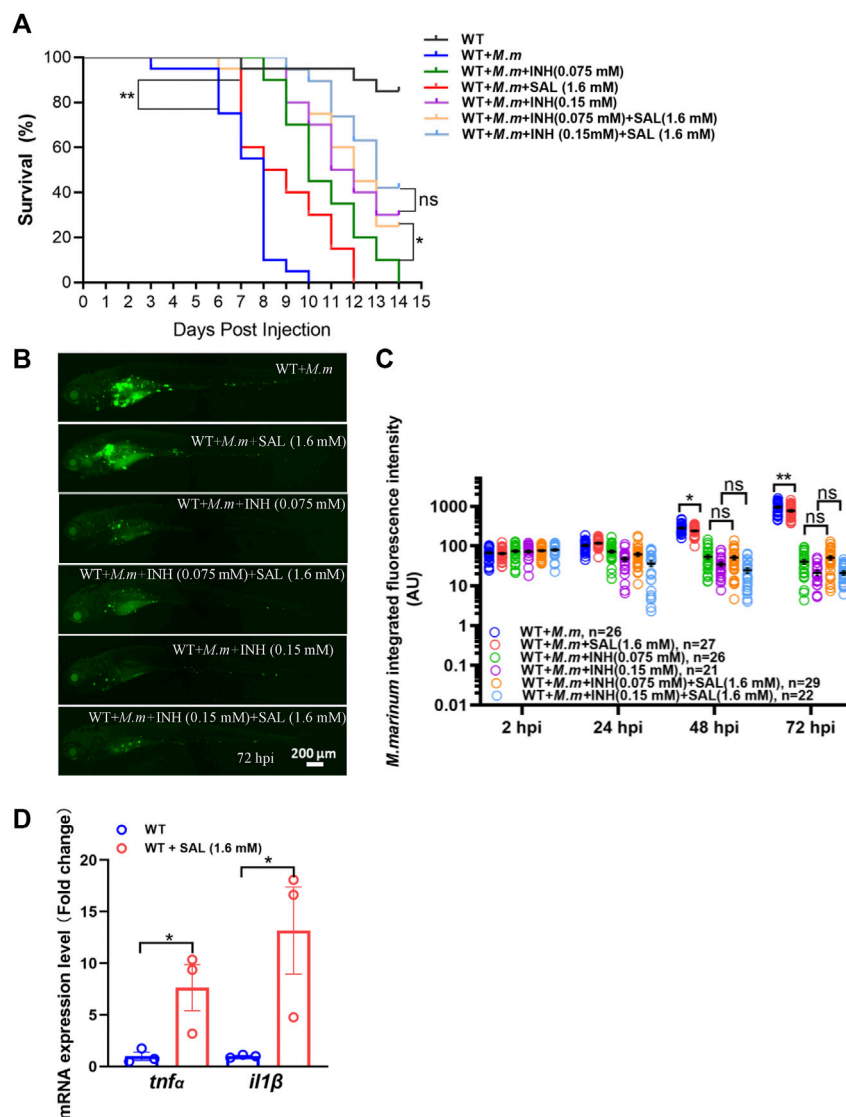 A
WT
WT+M.m
WT+M.m+INH(0.075 mM)
WT+M.m+SAL (1.6 mM)
WT+M.m+INH(0.15 mM)
WT+M.m+INH(0.075 mM)+SAL(1.6 mM)
WT+M.m+INH (0.15mM)+SAL (1.6 mM)
Survival (%)
100
80
60
40
20
0
**
ns
*
0 1 2 3 4 5 6 7 8 9 10 11 12 13 14 15
Days Post Injection
B
WT+M.m
WT+M.m+SAL (1.6 mM)
WT+M.m+INH (0.075 mM)
WT+M.m+INH (0.075 mM)+SAL (1.6 mM)
WT+M.m+INH (0.15 mM)
WT+M.m+INH (0.15 mM)+SAL (1.6 mM)
72 hpi
200 μm
C
M.marinum integrated fluorescence intensity
(AU)
1000
100
10
1
0.1
0.01
* ns ns
** ns ns
WT+M.m, n=26
WT+M.m+SAL(1.6 mM), n=27
WT+M.m+INH(0.075 mM), n=26
WT+M.m+INH(0.15 mM), n=21
WT+M.m+INH(0.075 mM)+SAL(1.6 mM), n=29
WT+M.m+INH(0.15 mM)+SAL(1.6 mM), n=22
2 hpi 24 hpi 48 hpi 72 hpi
D
WT
WT + SAL (1.6 mM)
mRNA expression level (Fold change)
20
15
10
5
0
*
*
tnfα il1β